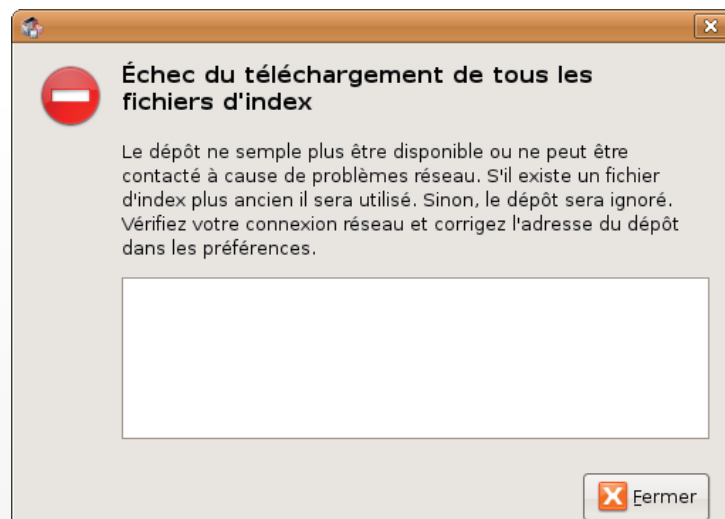 Échec du téléchargement de tous les
fichiers d'index
Le dépôt ne semple plus être disponible ou ne peut être
contacté à cause de problèmes réseau. S'il existe un fichier
d'index plus ancien il sera utilisé. Sinon, le dépôt sera ignoré.
Vérifiez votre connexion réseau et corrigez l'adresse du dépôt
dans les préférences.
Fermer